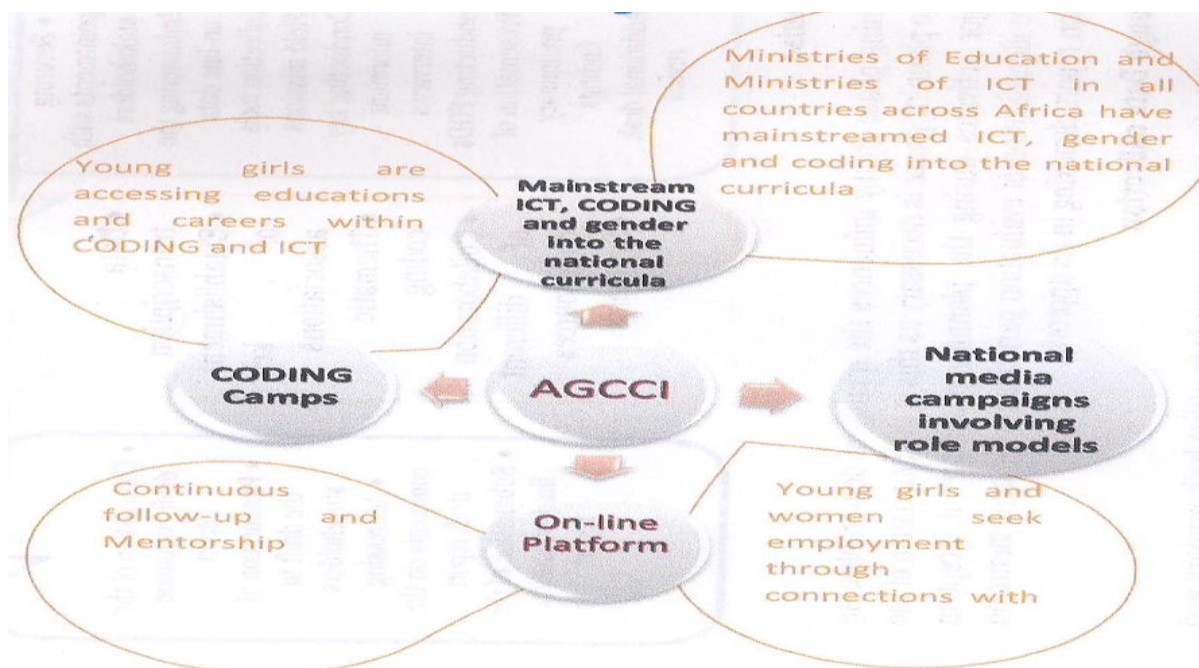 Ministries of Education and
Ministries of ICT in all
countries across Africa have
mainstreamed ICT, gender
and coding into the national
curricula
Young girls are
accessing educations
and careers within
CODING and ICT
Mainstream
ICT, CODING
and gender
into the
national
curricula
CODING
Camps
AGCCI
National
media
campaigns
involving
role models
Continuous
follow-up and
Mentorship
On-line
Platform
Young girls and
women seek
employment
through
connections with